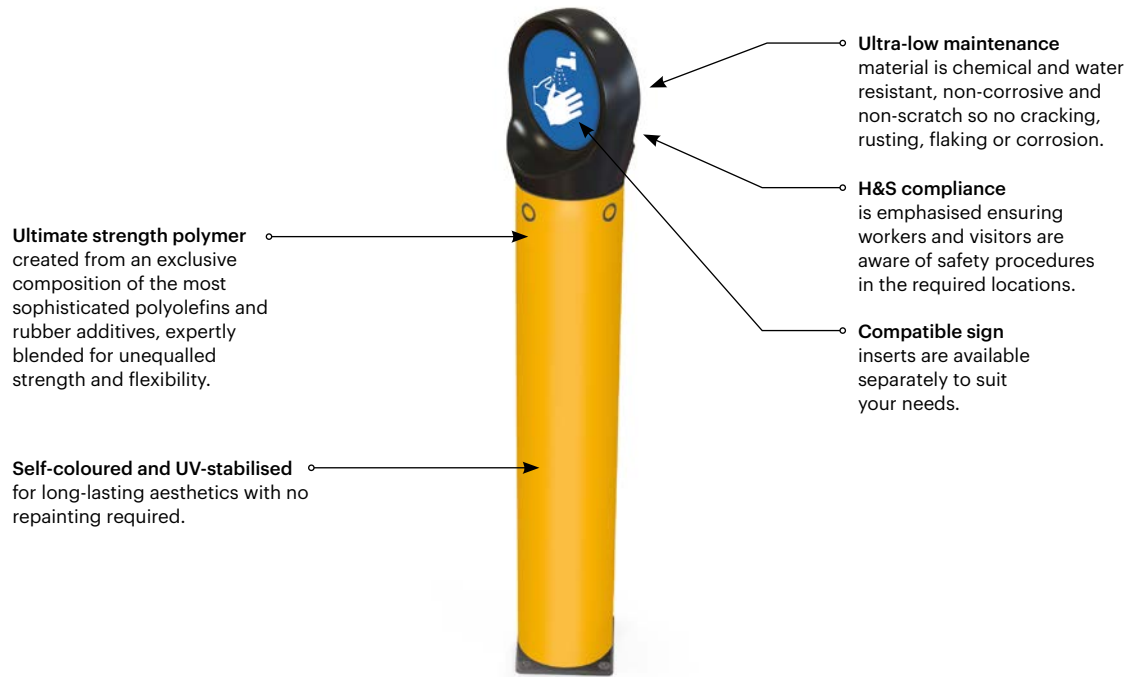 Ultra-low maintenance
material is chemical and water
resistant, non-corrosive and
non-scratch so no cracking,
rusting, flaking or corrosion.
H&S compliance
is emphasised ensuring
workers and visitors are
aware of safety procedures
in the required locations.
Ultimate strength polymer
created from an exclusive
composition of the most
sophisticated polyolefins and
rubber additives, expertly
blended for unequalled
strength and flexibility.
Compatible sign
inserts are available
separately to suit
your needs.
Self-coloured and UV-stabilised
for long-lasting aesthetics with no
repainting required.